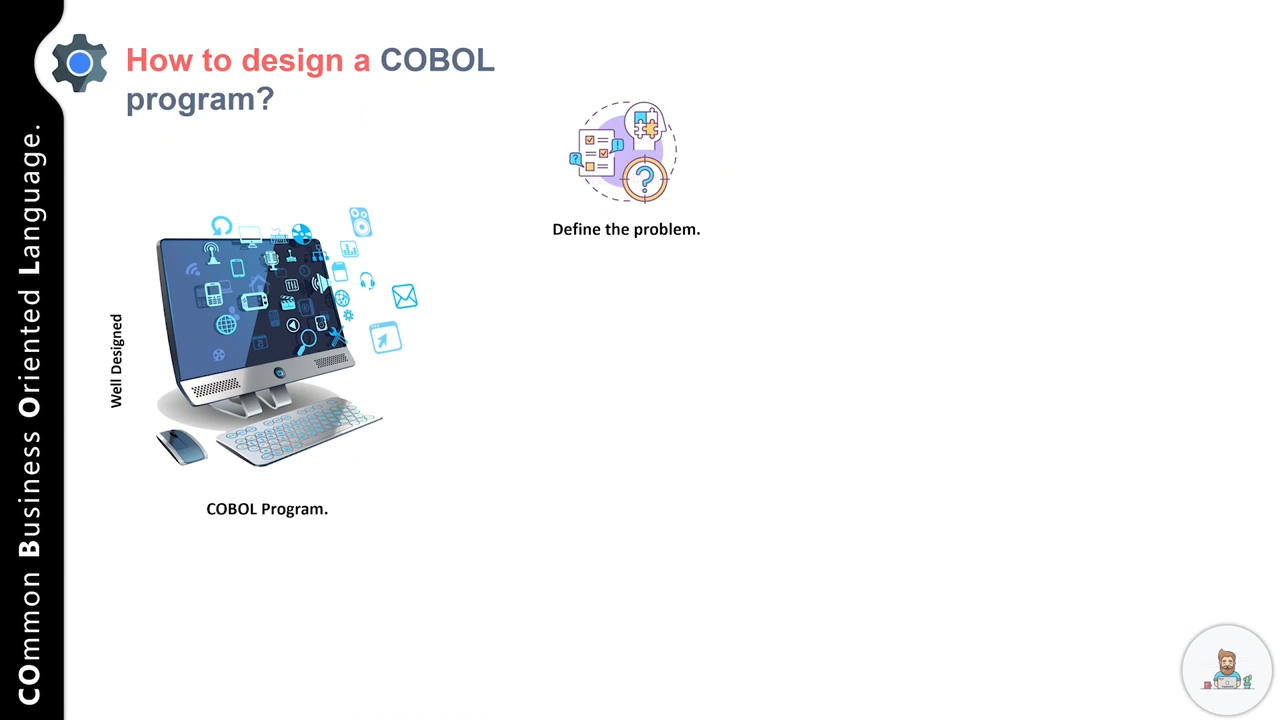 How to design a COBOL
program?
Define the problem.
Well Designed
COBOL Program.
COmmon Business Oriented Language.